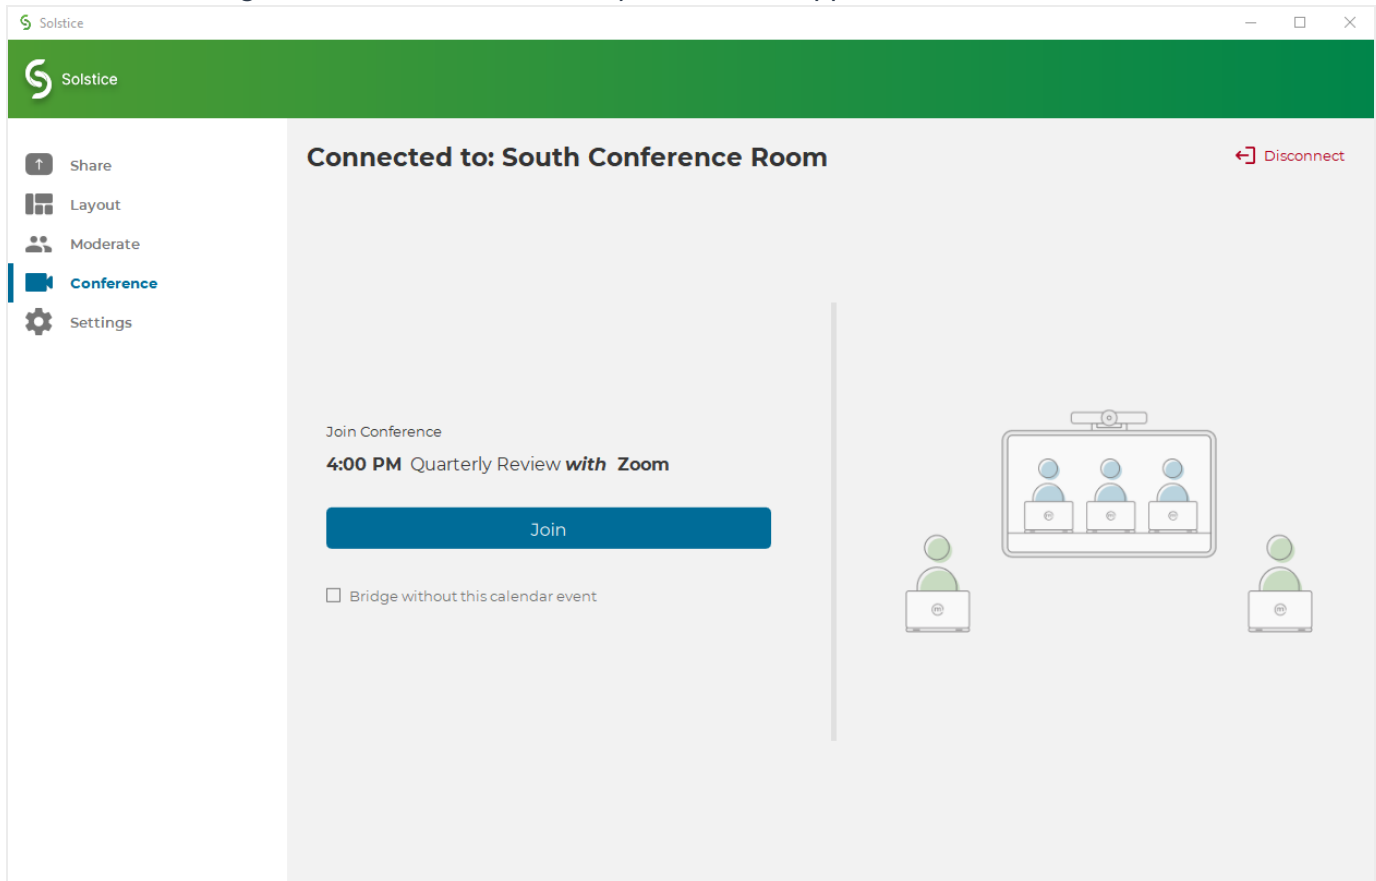 Solstice
Solstice
Share
Layout
Moderate
Conference
Settings
Connected to: South Conference Room
Disconnect
Join Conference
4:00 PM Quarterly Review with Zoom
Join
Bridge without this calendar event